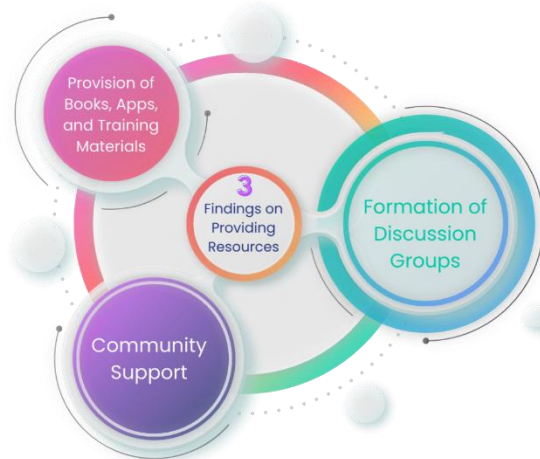 Provision of
Books, Apps,
and Training
Materials
3
Findings on
Providing
Resources
Formation of
Discussion
Groups
Community
Support